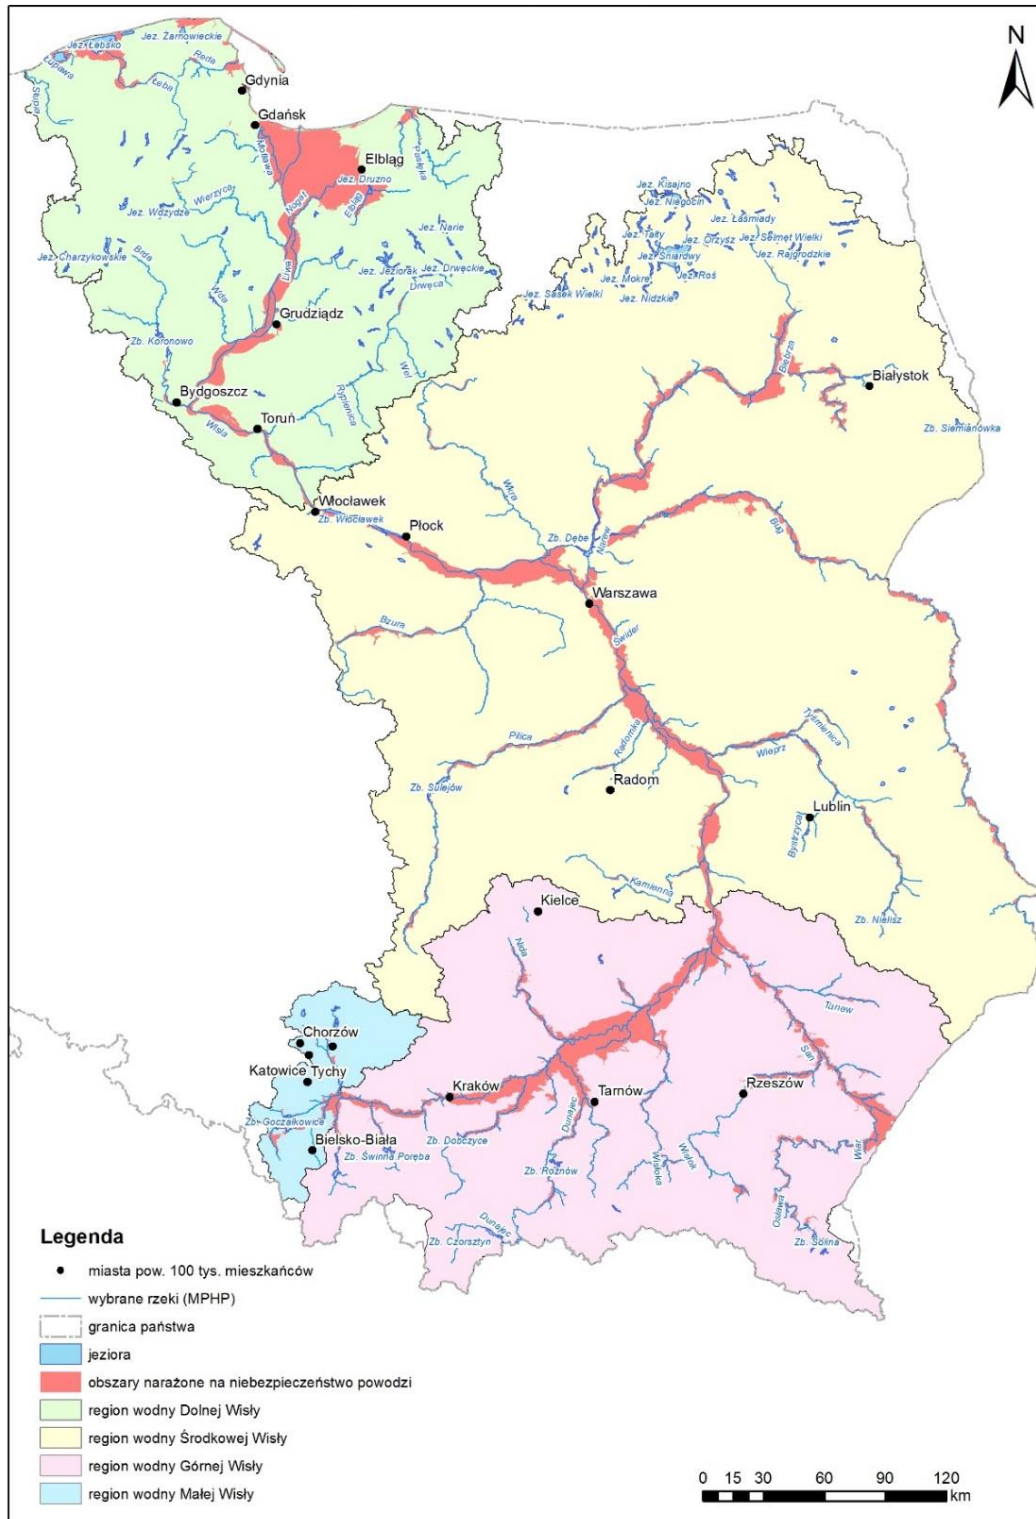 N
Jez. Łebsko
Jez. Żarnowieckie
Łupawa
Reda
Łeba
Słupia
Gdynia
Gdańsk
Motława
Elbląg
Jez. Druzno
Pasłęka
Nogat
Elbląg
Wierzyca
Jez. Wdzydze
Jez. Charzykowskie
Brda
Wda
Liwa
Jez. Narie
Jez. Jeziorak
Jez. Drwęckie
Drwęca
Grudziądz
Zb. Koronowo
Wel
Rypienica
Bydgoszcz
Toruń
Wisła
Jez. Kisajno
Jez. Niegocin
Jez. Łaśmiady
Jez. Tałty
Jez. Orzysz
Jez. Selmęt Wielki
Jez. Śniardwy
Jez. Rajgrodzkie
Jez. Mokre
Jez. Roś
Jez. Sasek Wielki
Jez. Nidzkie
Biebrza
Białystok
Zb. Siemianówka
Włocławek
Zb. Włocławek
Płock
Wkra
Zb. Dębe
Narew
Bug
Warszawa
Świder
Bzura
Pilica
Radomka
Tyśmienica
Wieprz
Zb. Sulejów
Radom
Lublin
Bystrzyca
Kamienna
Zb. Nielisz
Kielce
Nida
Tanew
San
Chorzów
Katowice
Tychy
Kraków
Tarnów
Rzeszów
Zb. Goczałkowice
Bielsko-Biała
Zb. Dobczyce
Zb. Świnna Poręba
Dunajec
Zb. Rożnów
Wisłoka
Wisłok
Wiar
Osława
Dunajec
Zb. Czorsztyn
Zb. Solina
Legenda
miasta pow. 100 tys. mieszkańców
wybrane rzeki (MPHP)
granica państwa
jeziora
obszary narażone na niebezpieczeństwo powodzi
region wodny Dolnej Wisły
region wodny Środkowej Wisły
region wodny Górnej Wisły
region wodny Małej Wisły
0 15 30 60 90 120
km